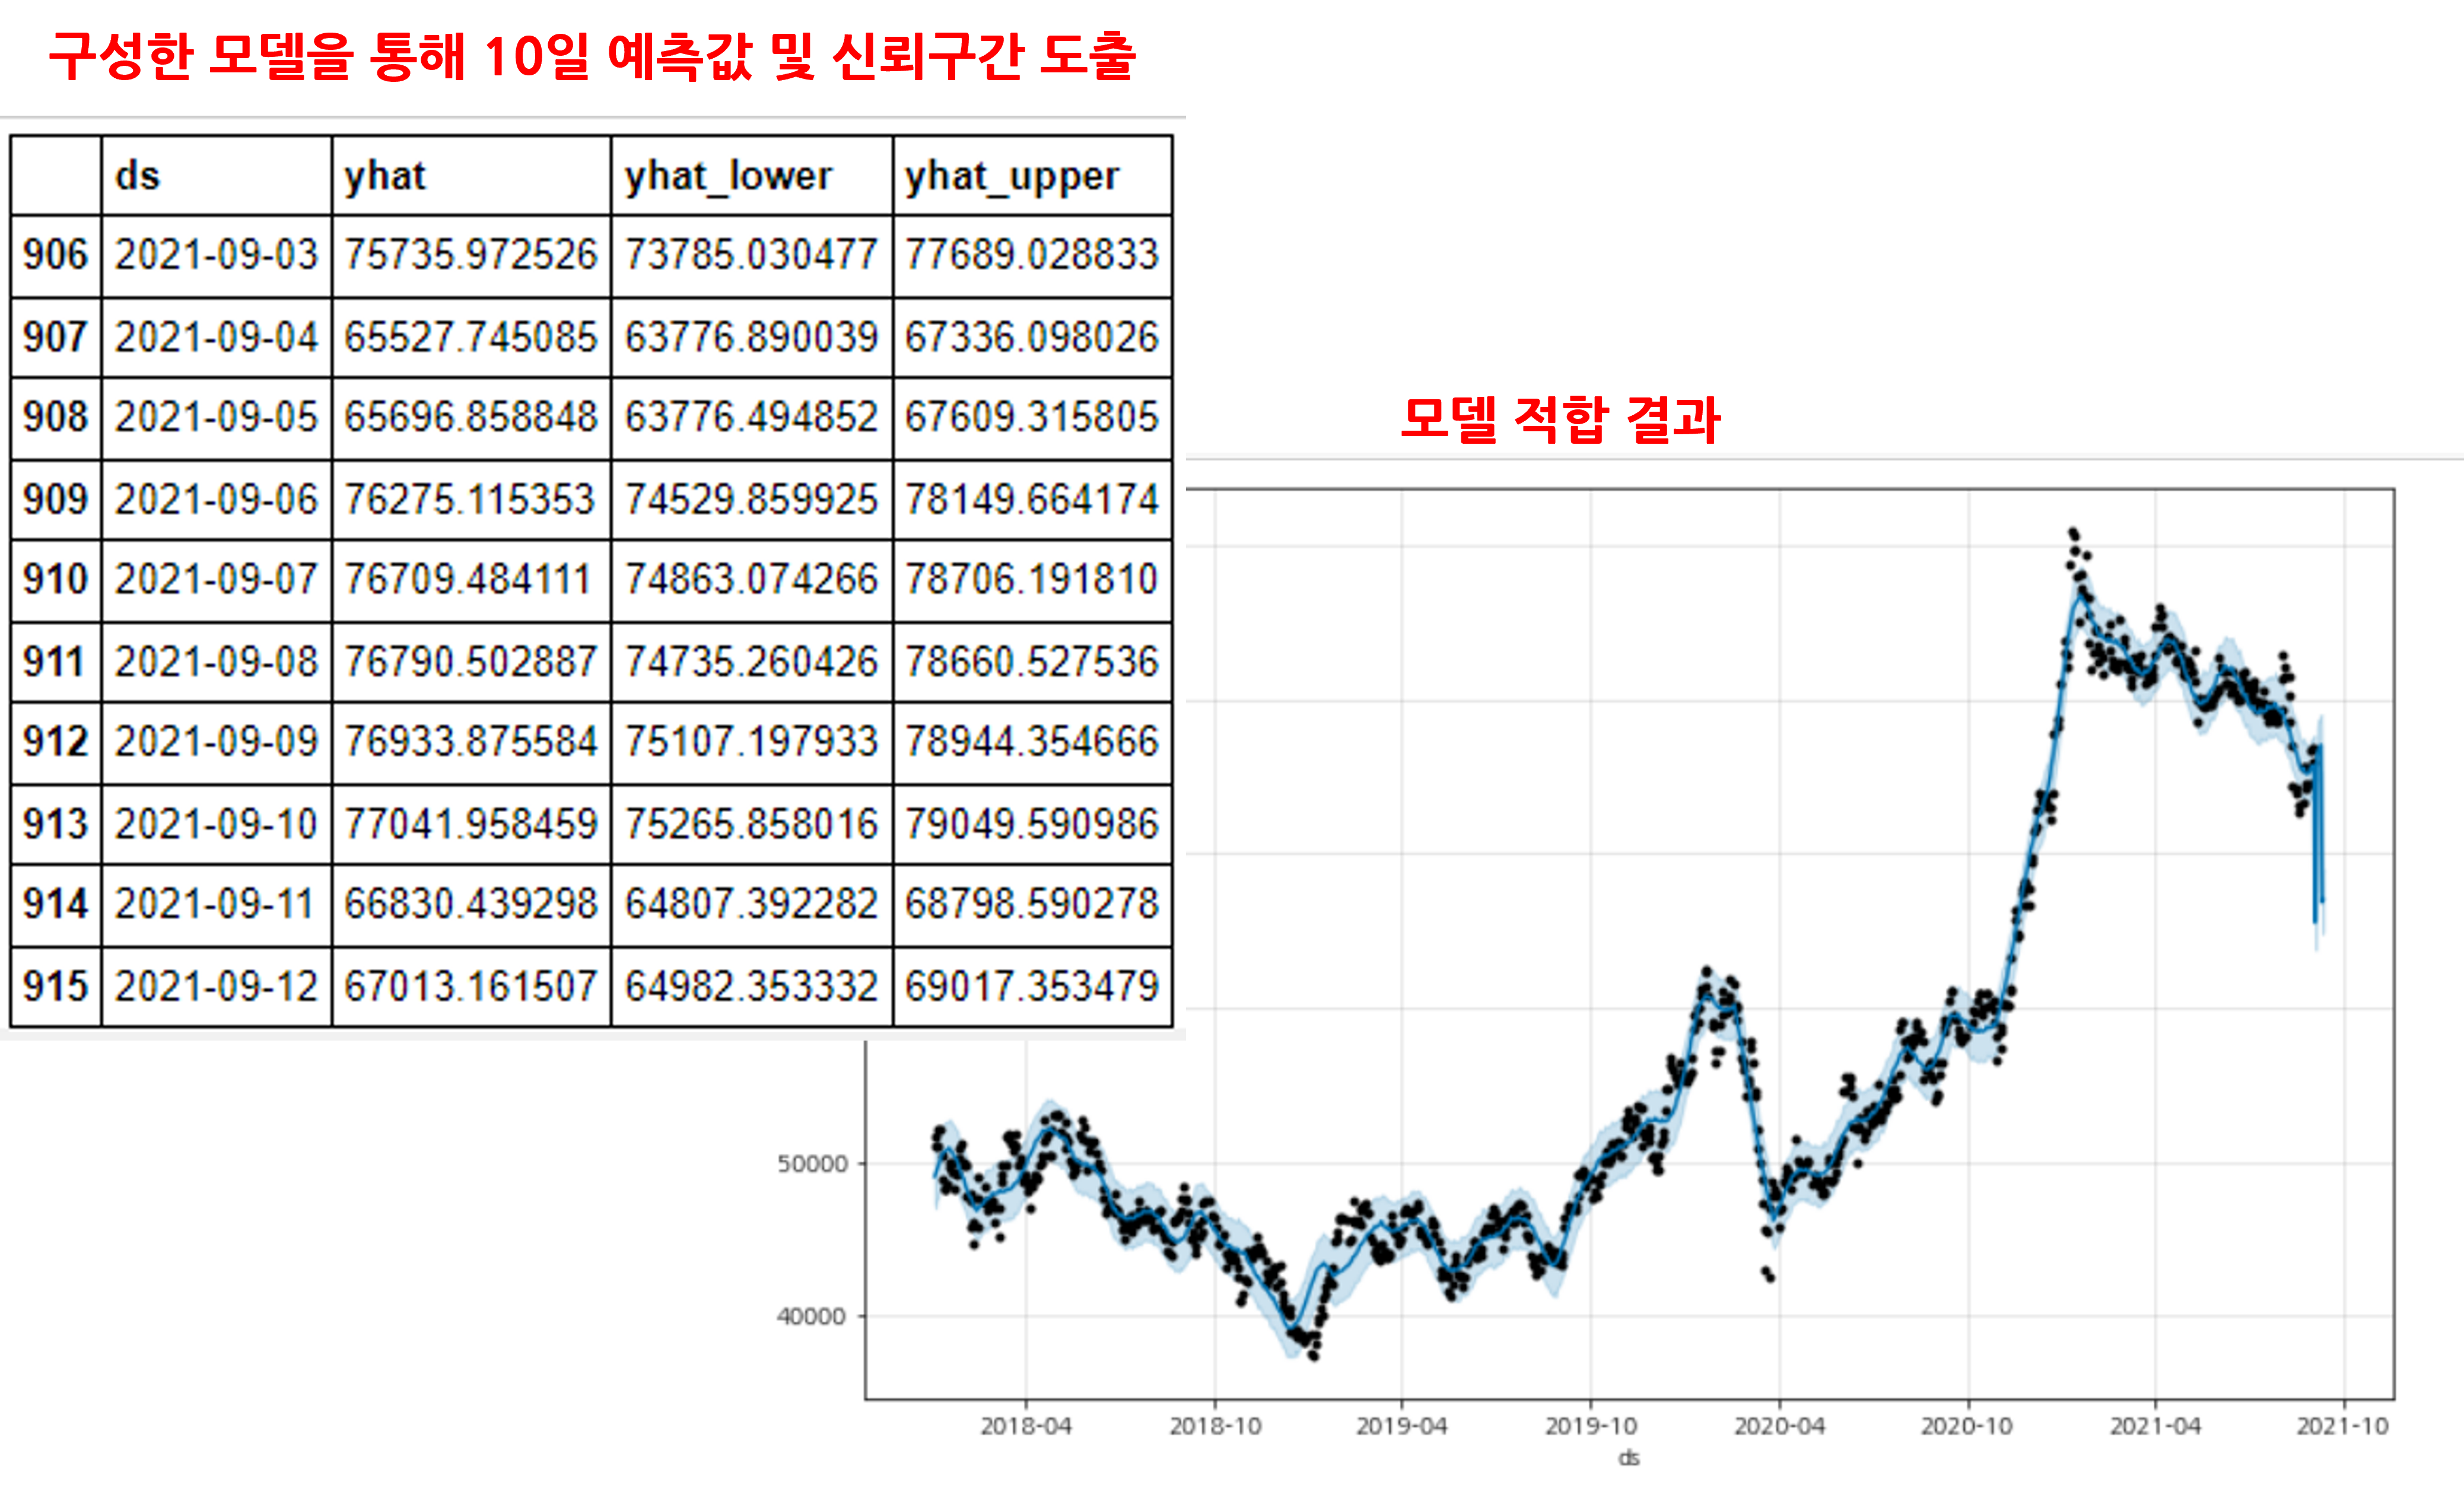 구성한 모델을 통해 10일 예측값 및 신뢰구간 도출
ds yhat yhat_lower yhat_upper
906 2021-09-03 75735.972526 73785.030477 77689.028833
907 2021-09-04 65527.745085 63776.890039 67336.098026
908 2021-09-05 65696.858848 63776.494852 67609.315805
909 2021-09-06 76275.115353 74529.859925 78149.664174
910 2021-09-07 76709.484111 74863.074266 78706.191810
911 2021-09-08 76790.502887 74735.260426 78660.527536
912 2021-09-09 76933.875584 75107.197933 78944.354666
913 2021-09-10 77041.958459 75265.858016 79049.590986
914 2021-09-11 66830.439298 64807.392282 68798.590278
915 2021-09-12 67013.161507 64982.353332 69017.353479
모델 적합 결과
50000
40000
2018-04 2018-10 2019-04 2019-10 2020-04 2020-10 2021-04 2021-10
ds